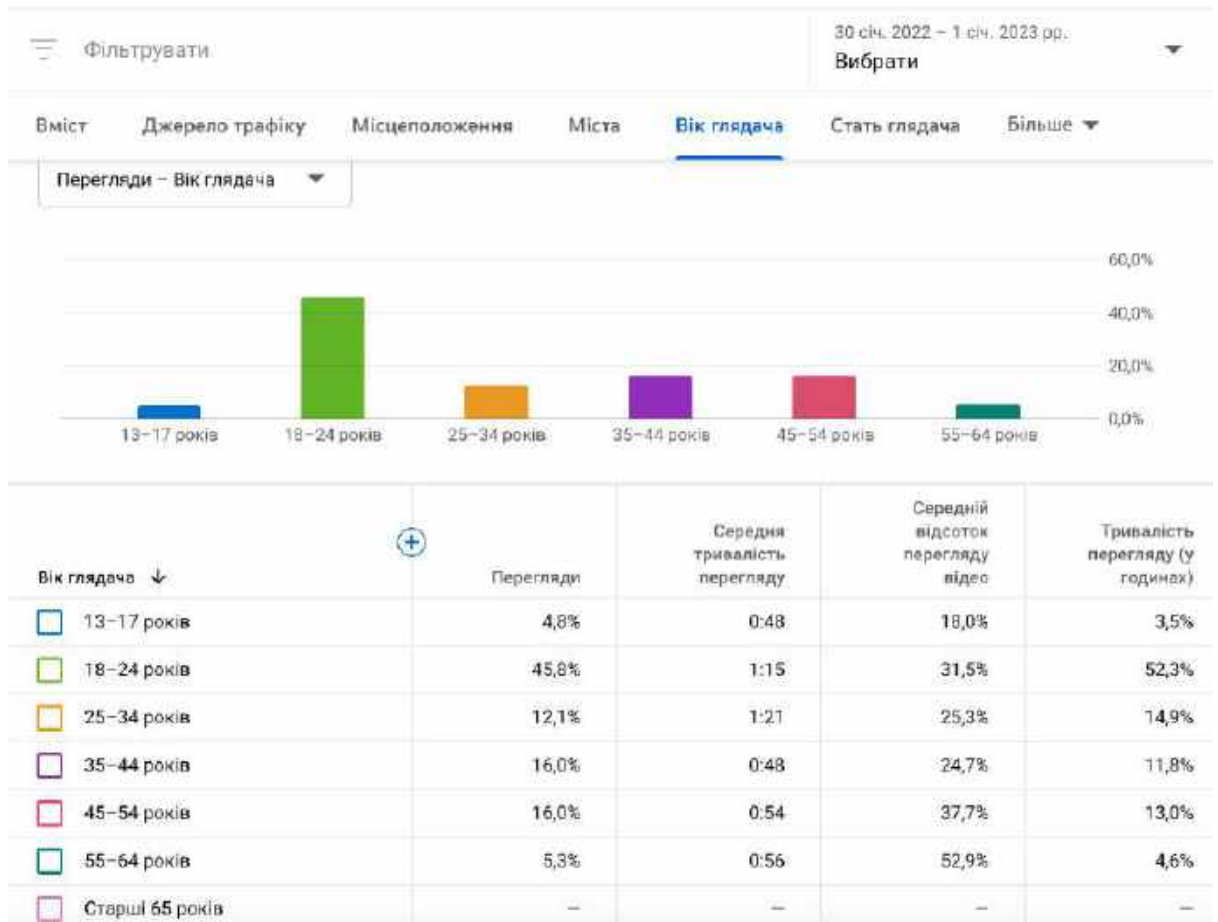 Фільтрувати
30 січ. 2022 – 1 січ. 2023 рр.
Вибрати
Вміст Джерело трафіку Місцеположення Міста Вік глядача Стать глядача Більше
Перегляди – Вік глядача
60,0%
40,0%
20,0%
0,0%
13–17 років 18–24 років 25–34 років 35–44 років 45–54 років 55–64 років
Вік глядача
Перегляди
Середня
тривалість
перегляду
Середній
відсоток
перегляду
відео
Тривалість
перегляду (у
годинах)
13–17 років 4,8% 0:48 18,0% 3,5%
18–24 років 45,8% 1:15 31,5% 52,3%
25–34 років 12,1% 1:21 25,3% 14,9%
35–44 років 16,0% 0:48 24,7% 11,8%
45–54 років 16,0% 0:54 37,7% 13,0%
55–64 років 5,3% 0:56 52,9% 4,6%
Старші 65 років — — — —